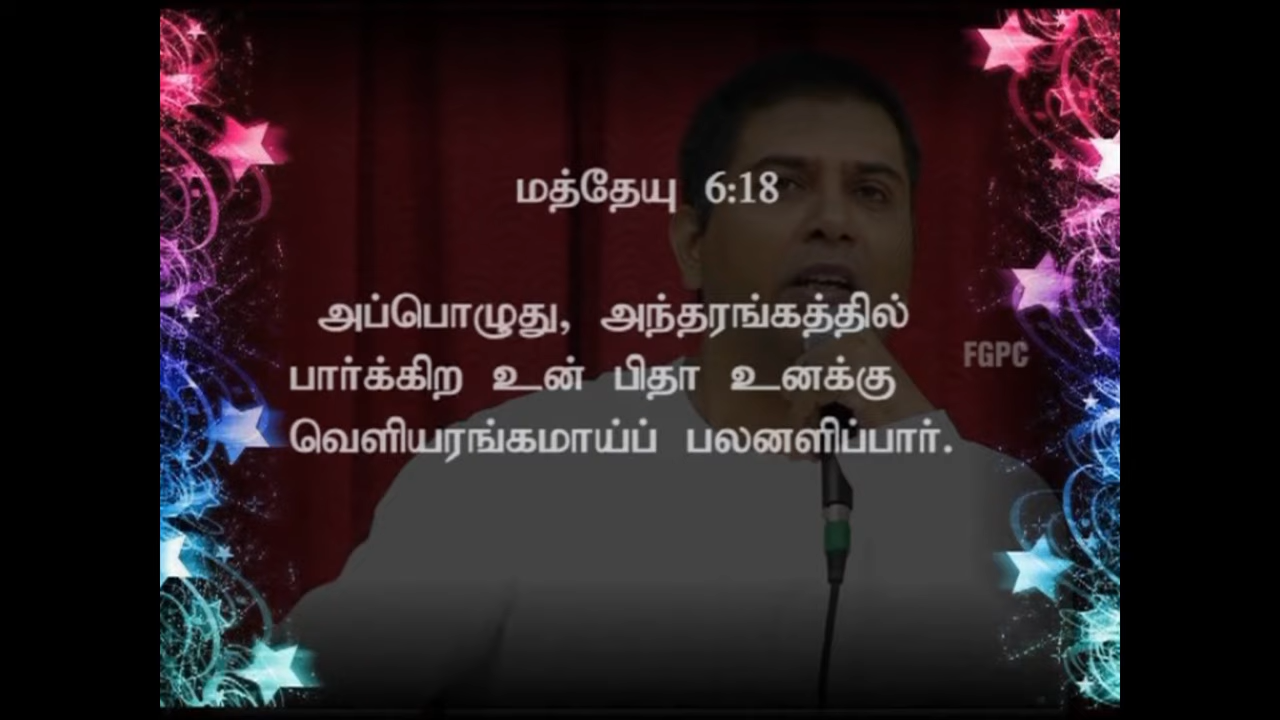 மத்தேயு 6:18
அப்பொழுது, அந்தரங்கத்தில்
பார்க்கிற உன் பிதா உனக்கு
வெளியரங்கமாய்ப் பலனளிப்பார்.
FGPC